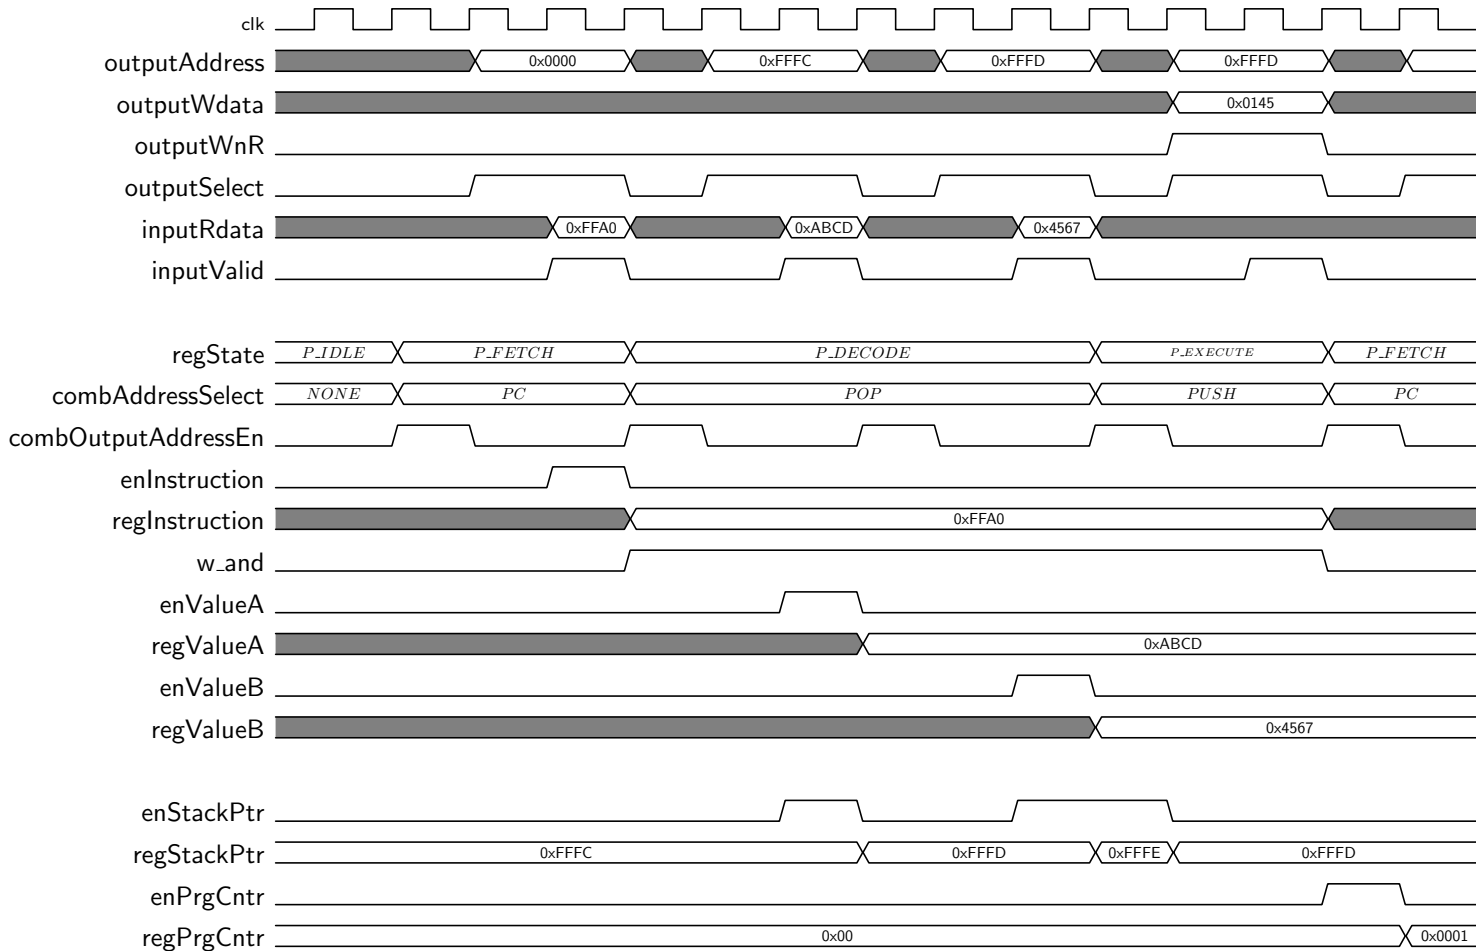 clk
outputAddress 0x0000 0xFFFC 0xFFFD 0xFFFD
outputWdata 0x0145
outputWnR
outputSelect
inputRdata 0xFFA0 0xABCD 0x4567
inputValid
regState P_IDLE P_FETCH P_DECODE P_EXECUTE P_FETCH
combAddressSelect NONE PC POP PUSH PC
combOutputAddressEn
enInstruction
regInstruction 0xFFA0
w_and
enValueA
regValueA 0xABCD
enValueB
regValueB 0x4567
enStackPtr
regStackPtr 0xFFFC 0xFFFD 0xFFFE 0xFFFD
enPrgCntr
regPrgCntr 0x00 0x0001